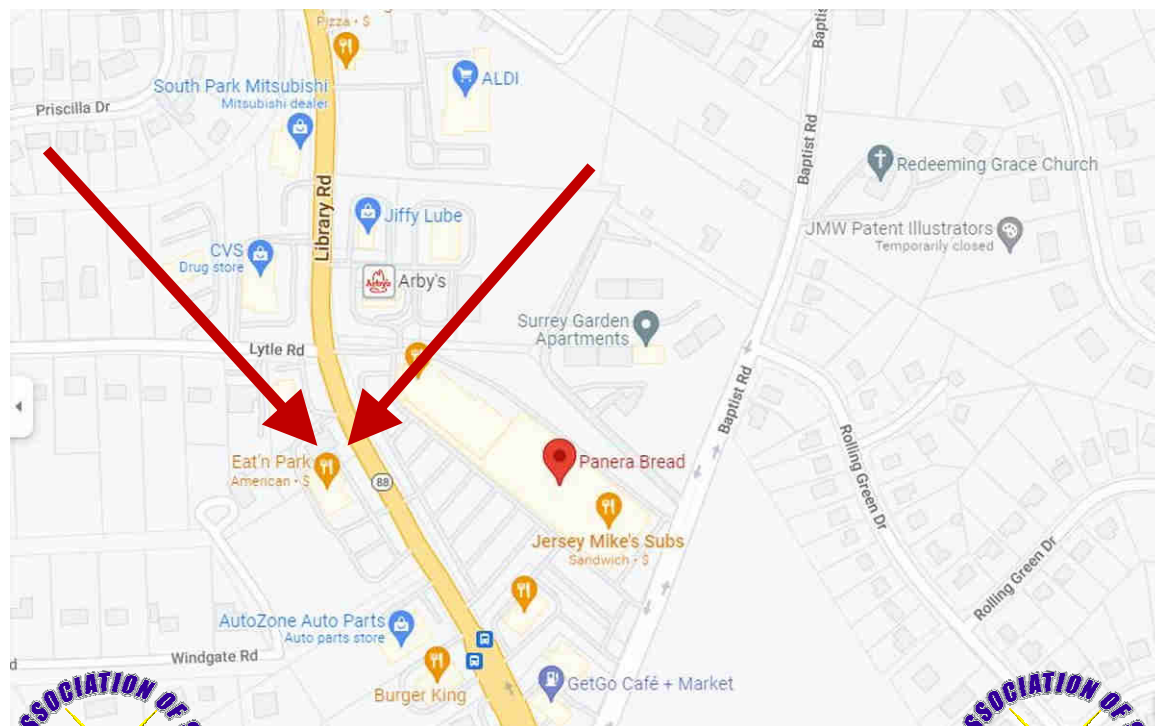 Pizza • $
South Park Mitsubishi
Mitsubishi dealer
ALDI
Priscilla Dr
Baptist Rd
Redeeming Grace Church
Library Rd
Jiffy Lube
JMW Patent Illustrators
Temporarily closed
CVS
Drug store
Arby's
Arby's
Surrey Garden
Apartments
Lytle Rd
Baptist Rd
Eat'n Park
American • $
88
Panera Bread
Rolling Green Dr
Jersey Mike's Subs
Sandwich • $
Rolling Green Dr
AutoZone Auto Parts
Auto parts store
Windgate Rd
Burger King
GetGo Café + Market
SSOCIATION OF
SSOCIATION OF